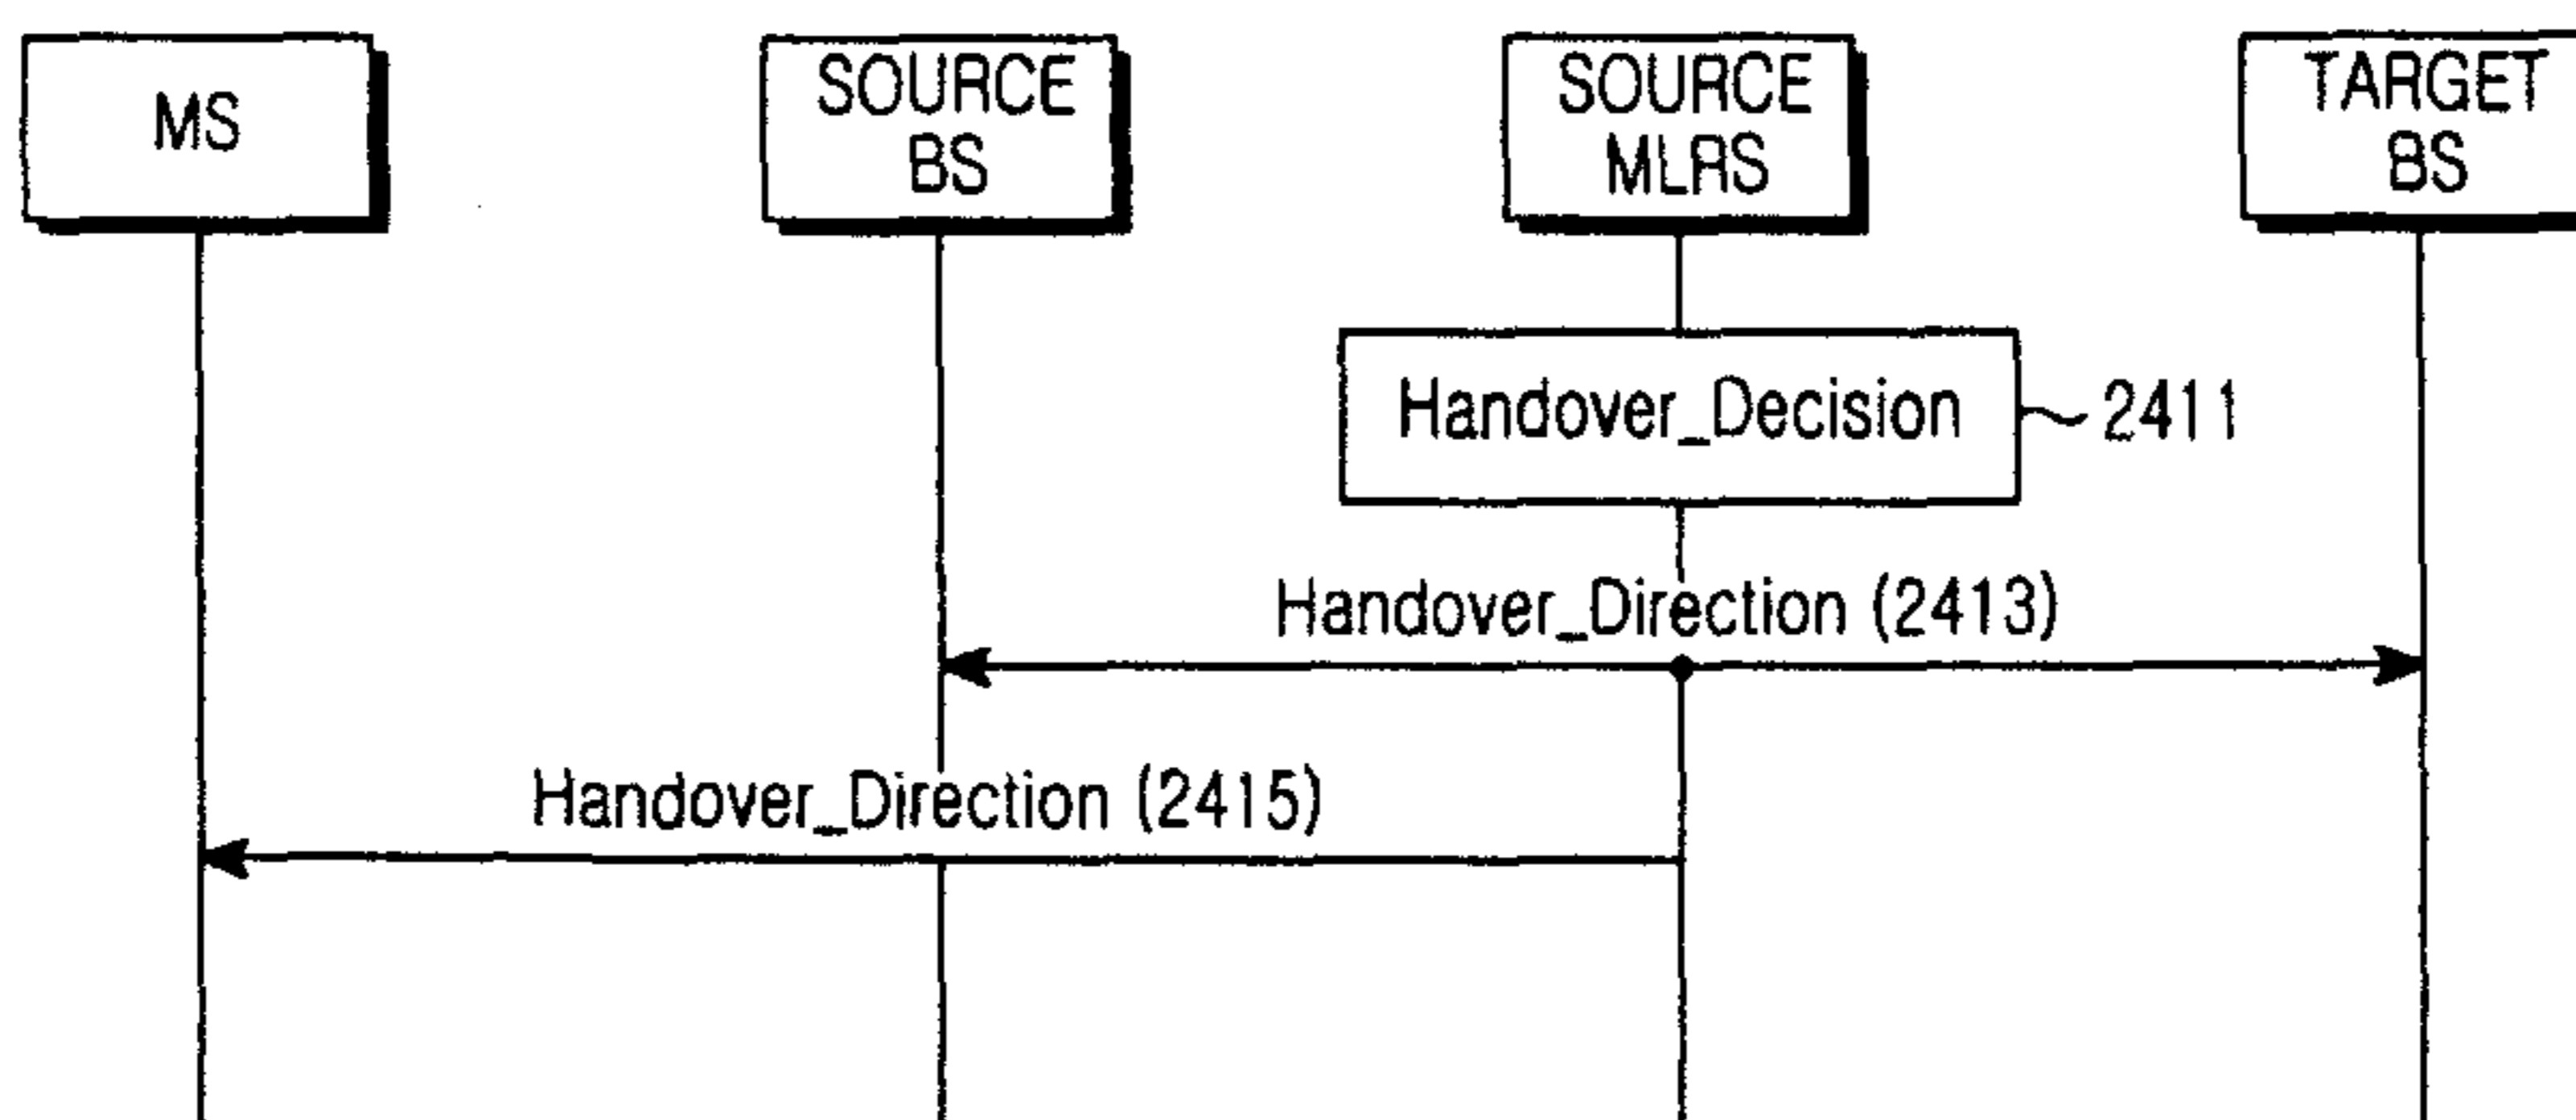 MS
SOURCE
BS
SOURCE
MLRS
TARGET
BS
Handover_Decision
2411
Handover_Direction (2413)
Handover_Direction (2415)